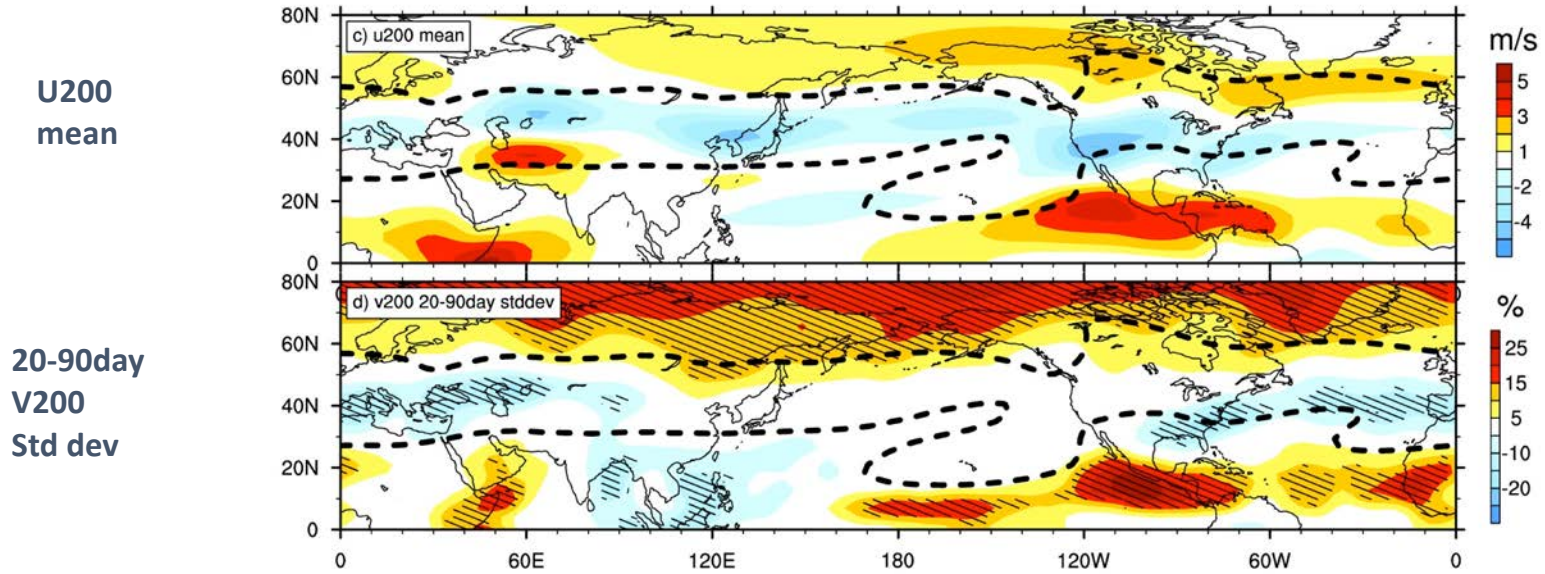 U200
mean
20-90day
V200
Std dev
80N
60N
40N
20N
0
c) u200 mean
m/s
5
3
1
-2
-4
80N
60N
40N
20N
0
d) v200 20-90day stddev
%
25
15
5
-10
-20
0
60E
120E
180
120W
60W
0